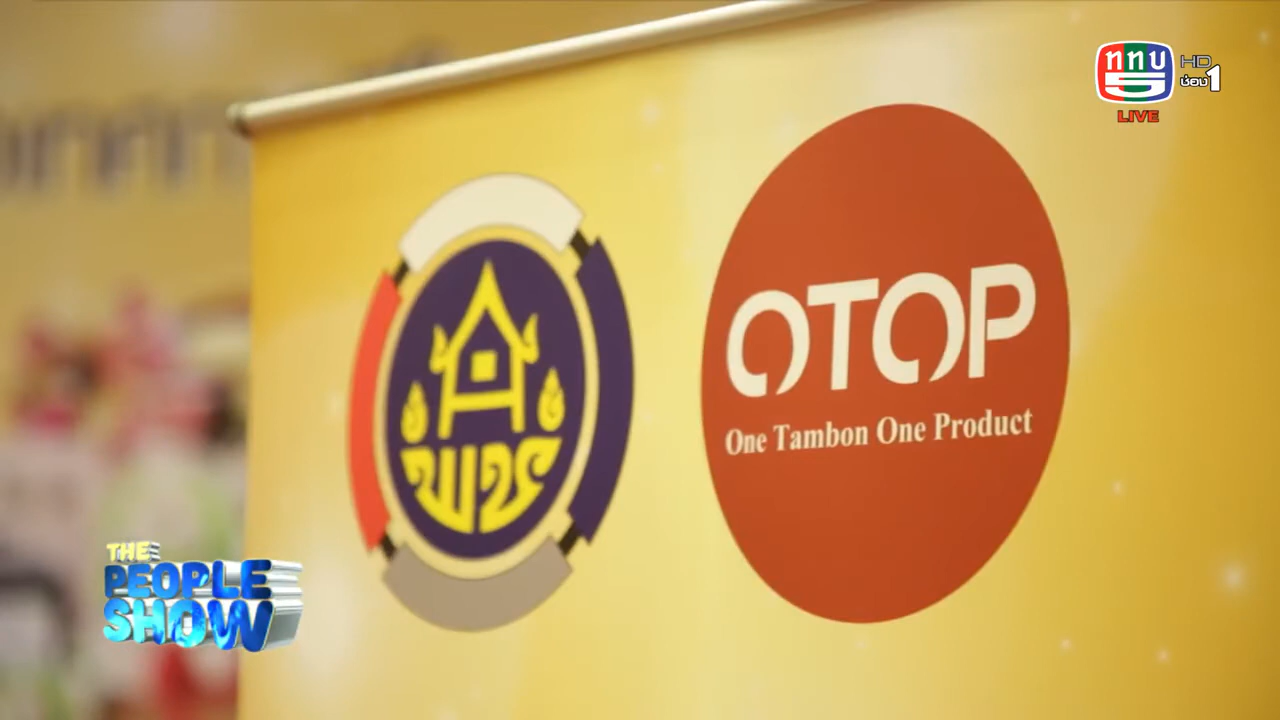 ททบ
5
HD
ช่อง 1
LIVE
OTOP
One Tambon One Product
พช
THE
PEOPLE
SHOW